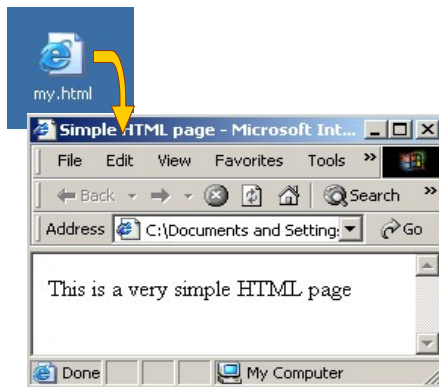 my.html
Simple HTML page - Microsoft Int...
File Edit View Favorites Tools »
Back Search »
Address C:\Documents and Setting: Go
This is a very simple HTML page
Done My Computer